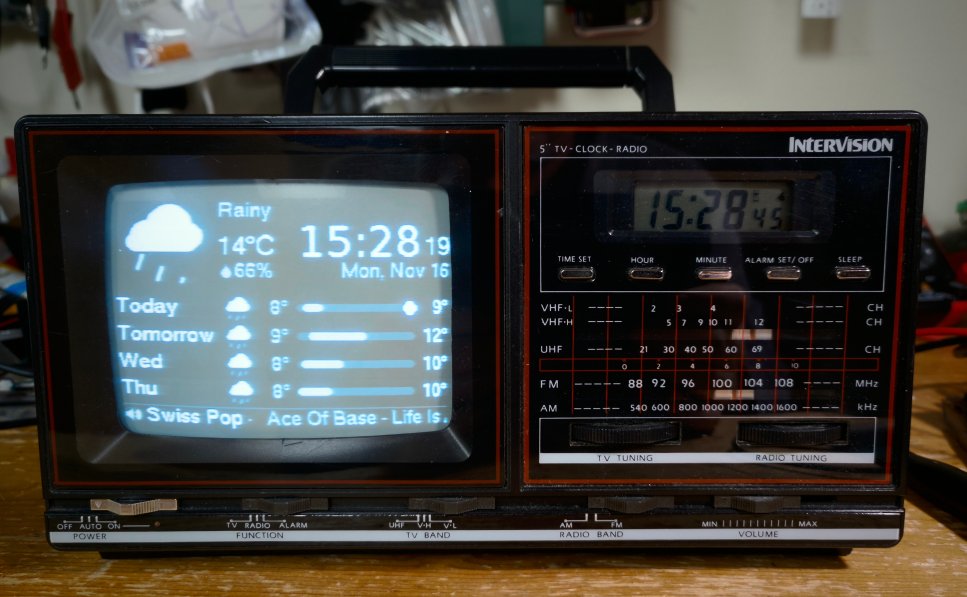 5'' TV-CLOCK-RADIO
INTERVISION
Rainy
14°C
66%
15:28 19
Mon. Nov 16
Today 8° 9°
Tomorrow 9° 12°
Wed 8° 10°
Thu 8° 10°
Swiss Pop · Ace Of Base - Life Is.
15:28 45
TIME SET HOUR MINUTE ALARM SET/OFF SLEEP
VHF·L 2 3 4 CH
VHF·H 5 7 9 10 11 12 CH
UHF 21 30 40 50 60 69 CH
0 2 4 6 8 10
FM 88 92 96 100 104 108 MHz
AM 540 600 800 1000 1200 1400 1600 kHz
TV TUNING RADIO TUNING
OFF AUTO ON
POWER
TV RADIO ALARM
FUNCTION
UHF V·H V·L
TV BAND
AM FM
RADIO BAND
MIN MAX
VOLUME